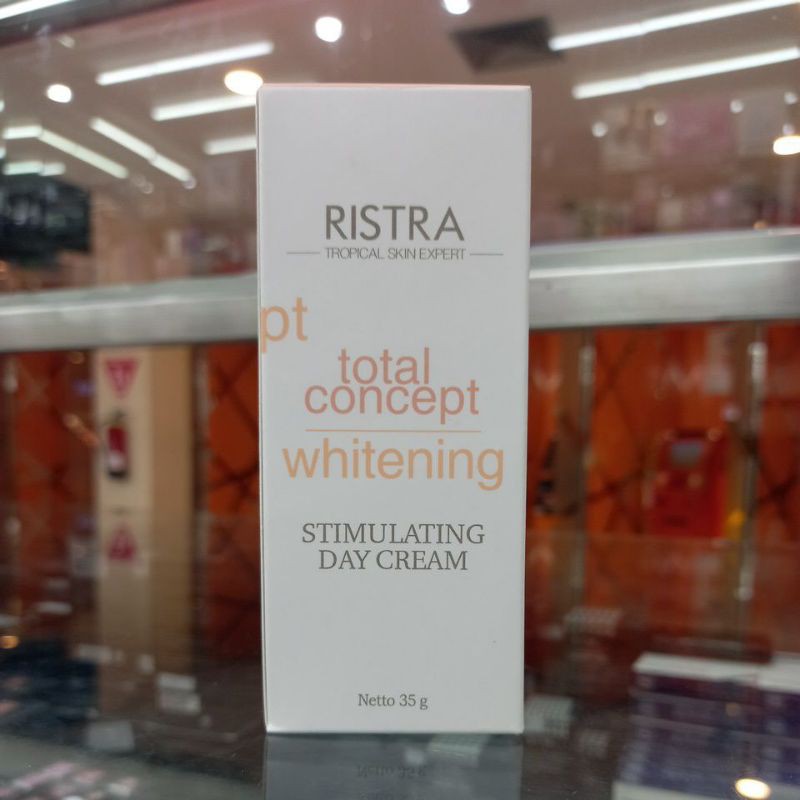 RISTRA
TROPICAL SKIN EXPERT
pt
total
concept
whitening
STIMULATING
DAY CREAM
Netto 35 g